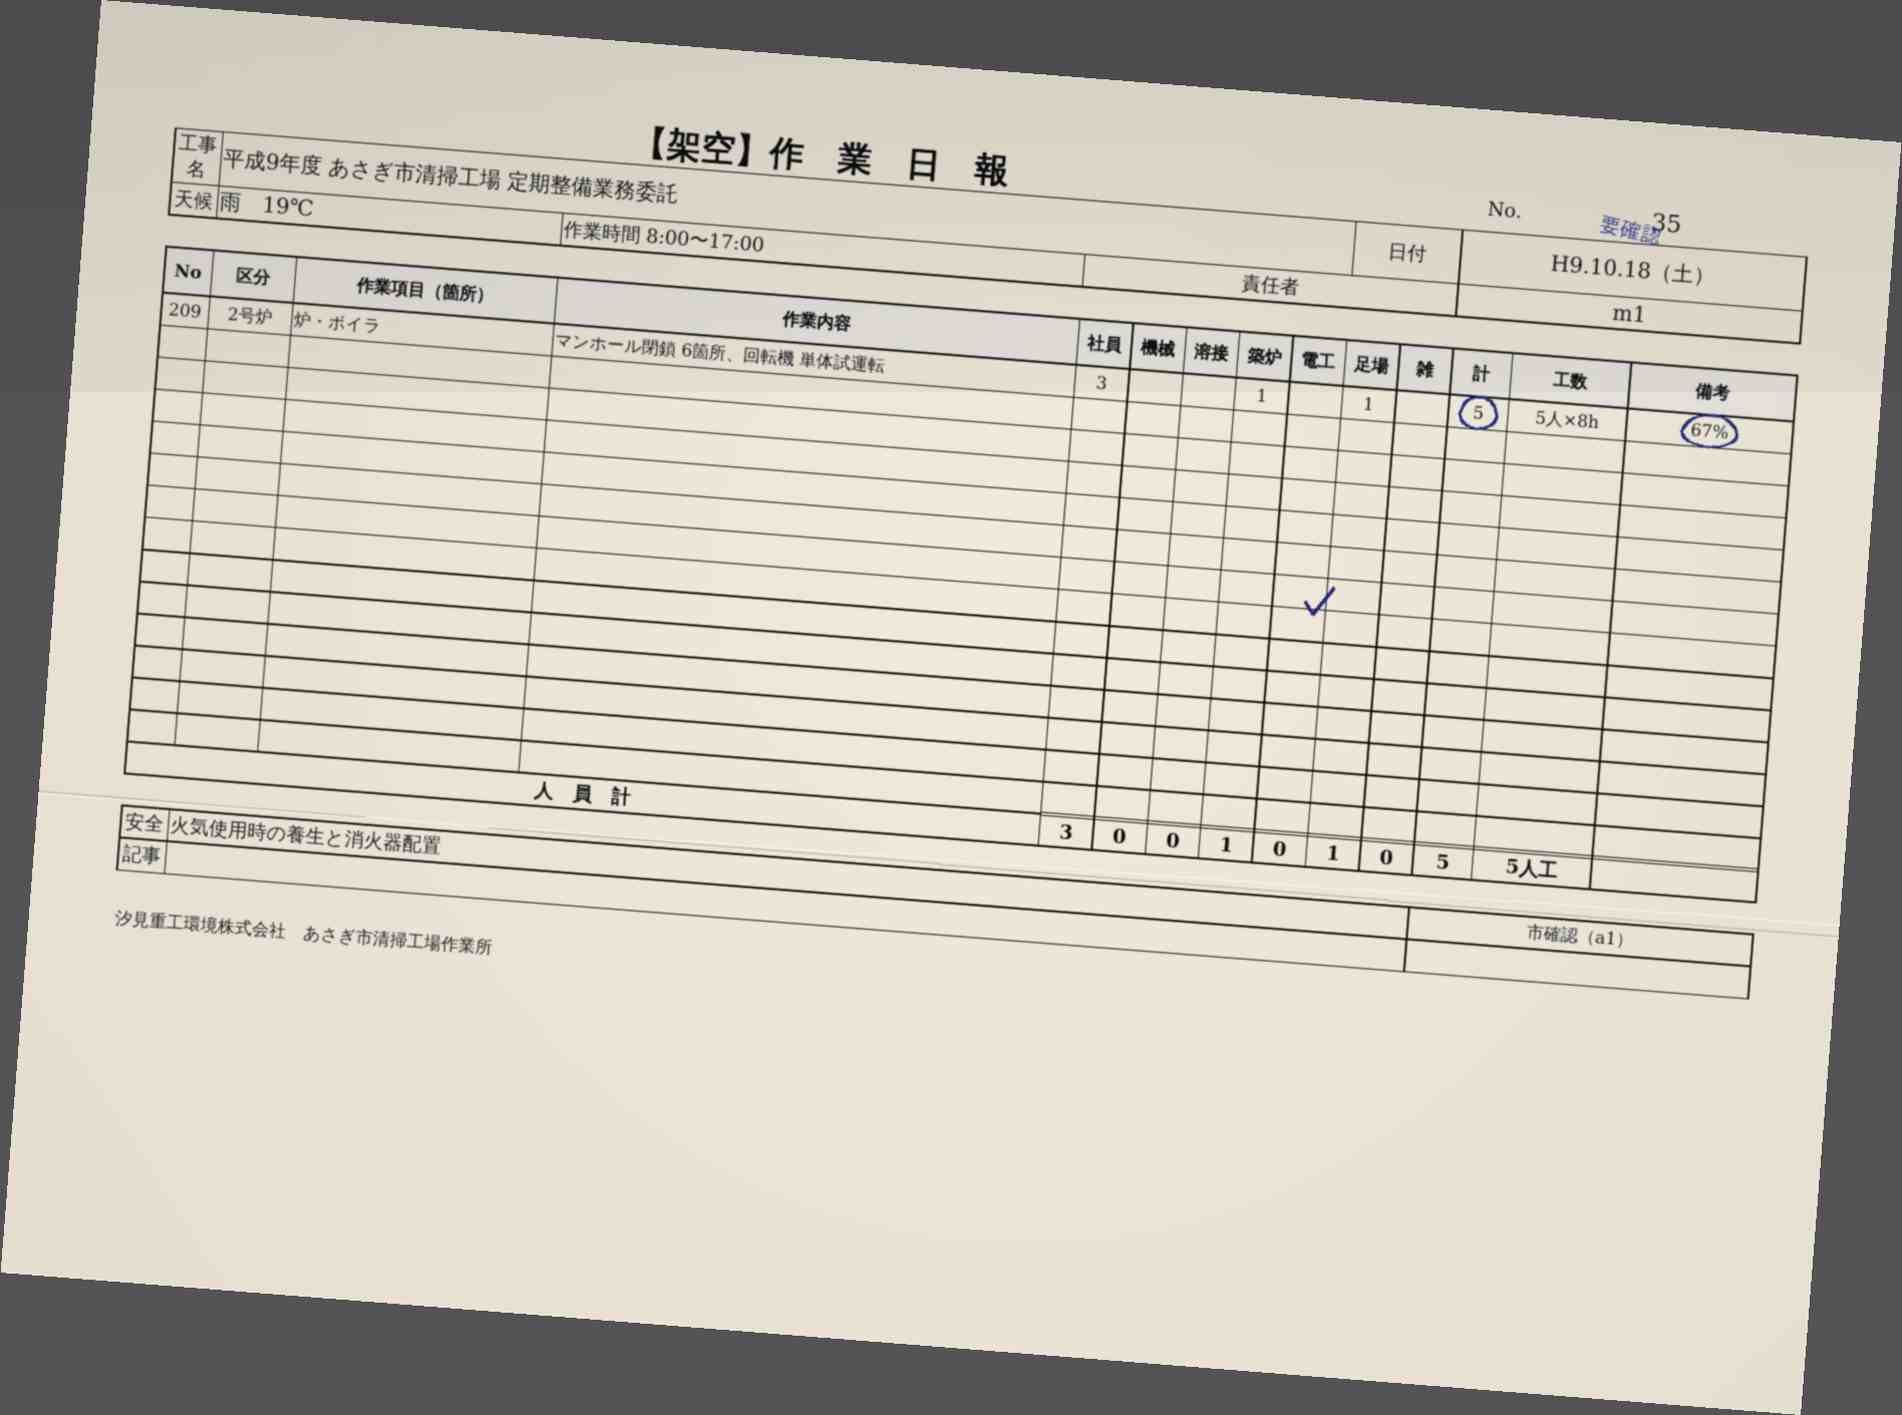 【架空】作　業　日　報
No.　35
要確認
工事名　平成9年度 あさぎ市清掃工場 定期整備業務委託　日付　H9.10.18（土）
天候　雨　19℃　作業時間 8:00〜17:00　責任者　m1
No　区分　作業項目（箇所）　作業内容　社員　機械　溶接　築炉　電工　足場　雑　計　工数　備考
209　2号炉　炉・ボイラ　マンホール閉鎖 6箇所、回転機 単体試運転　3　1　1　5　5人×8h　67%
人　員　計　3　0　0　1　0　1　0　5　5人工
安全　火気使用時の養生と消火器配置　市確認（a1）
記事
汐見重工環境株式会社　あさぎ市清掃工場作業所